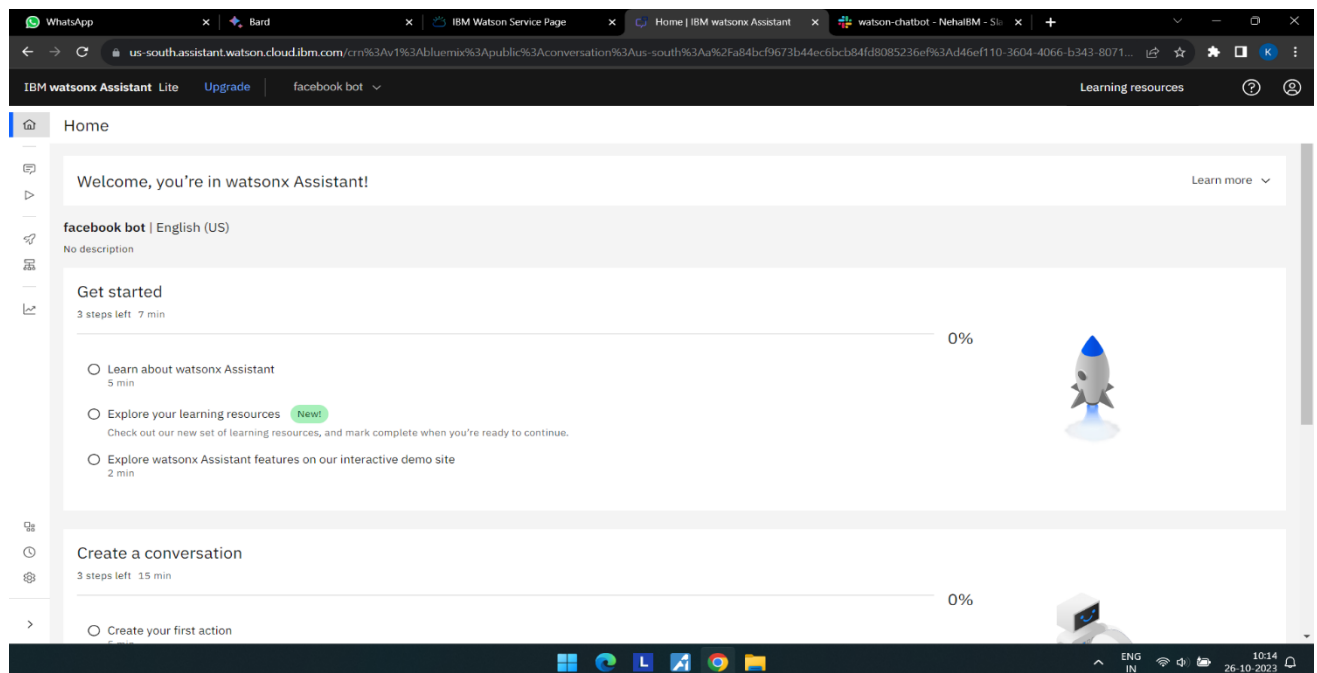 WhatsApp
Bard
IBM Watson Service Page
Home | IBM watsonx Assistant
watson-chatbot - NehalBM - Sla
us-south.assistant.watson.cloud.ibm.com/crn%3Av1%3Abluemix%3Apublic%3Aconversation%3Aus-south%3Aa%2Fa84bcf9673b44ec6bcb84fd8085236ef%3Ad46ef110-3604-4066-b343-8071...
K
IBM watsonx Assistant Lite Upgrade facebook bot Learning resources
Home
Welcome, you're in watsonx Assistant! Learn more
facebook bot | English (US)
No description
Get started
3 steps left 7 min
0%
Learn about watsonx Assistant
5 min
Explore your learning resources New!
Check out our new set of learning resources, and mark complete when you're ready to continue.
Explore watsonx Assistant features on our interactive demo site
2 min
Create a conversation
3 steps left 15 min
0%
Create your first action
L
ENG
IN
10:14
26-10-2023